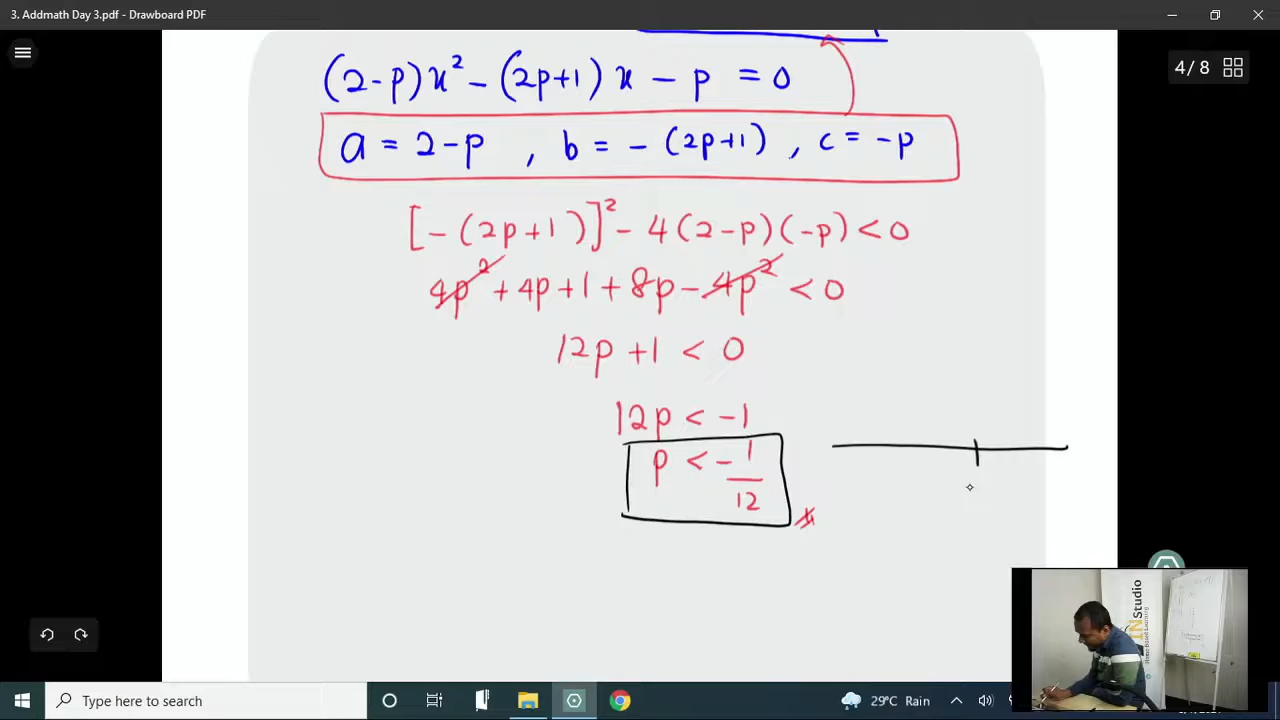 3. Addmath Day 3.pdf - Drawboard PDF
4 / 8
(2-p)x² - (2p+1)x - p = 0
a = 2-p , b = -(2p+1) , c = -p
[-(2p+1)]² - 4(2-p)(-p) < 0
4p² + 4p + 1 + 8p - 4p² < 0
12p + 1 < 0
12p < -1
p < -1/12
IN Studio
Type here to search
29°C Rain